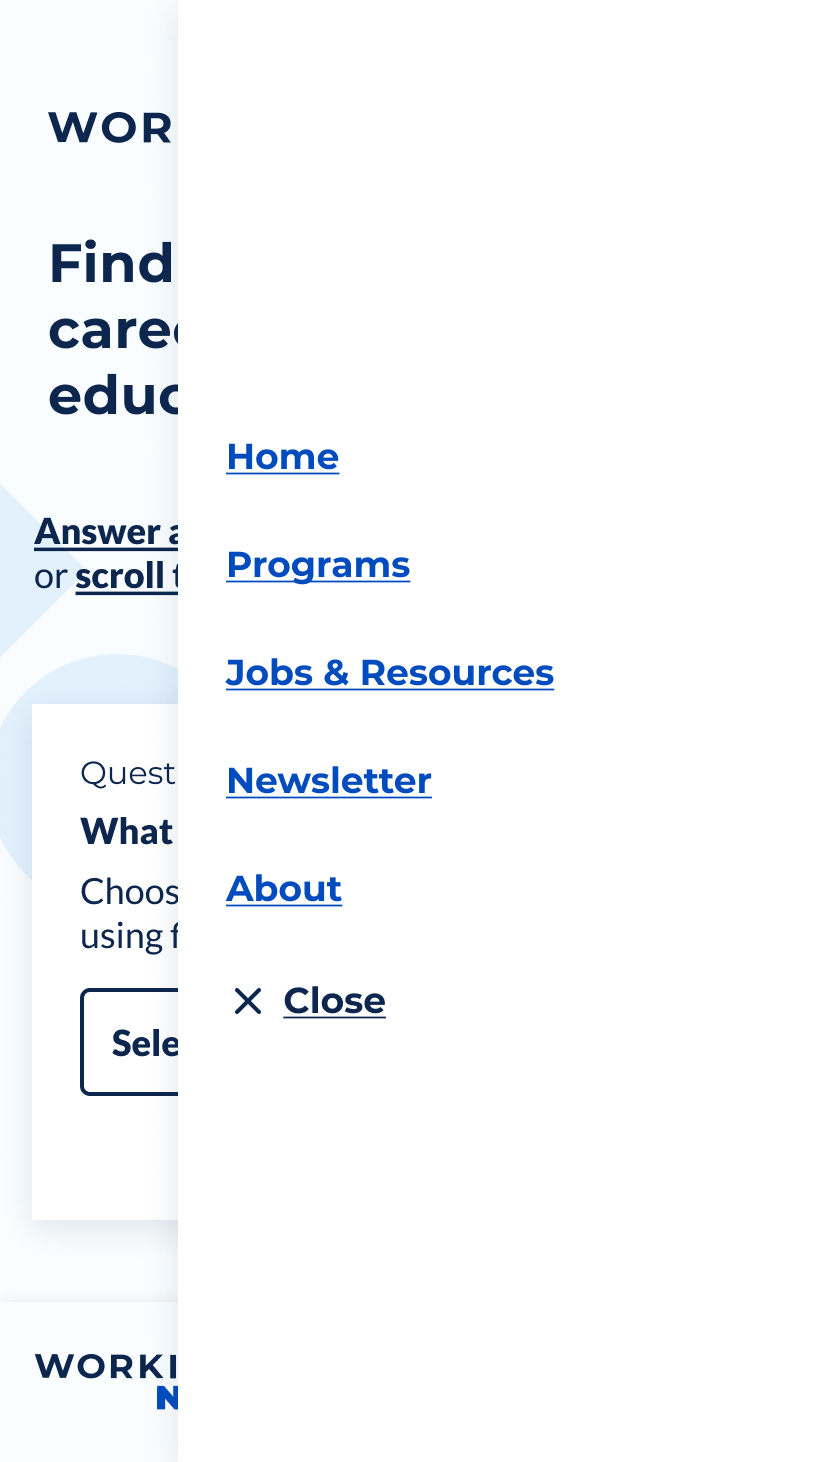 WOR
Find
care
educ
Answer a
or scroll t
Quest
What
Choos
using f
Sele
WORKI
N
Home
Programs
Jobs & Resources
Newsletter
About
Close